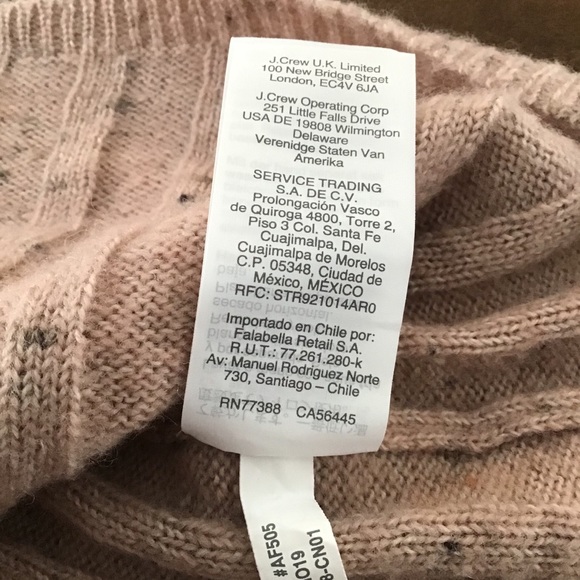 J.Crew U.K. Limited
100 New Bridge Street
London, EC4V 6JA
J.Crew Operating Corp
251 Little Falls Drive
USA DE 19808 Wilmington
Delaware
Verenidge Staten Van
Amerika
SERVICE TRADING
S.A. DE C.V.
Prolongación Vasco
de Quiroga 4800, Torre 2,
Piso 3 Col. Santa Fe
Cuajimalpa, Del.
Cuajimalpa de Morelos
C.P. 05348, Ciudad de
México, MÉXICO
RFC: STR921014AR0
Importado en Chile por:
Falabella Retail S.A.
R.U.T.: 77.261.280-k
Av: Manuel Rodriguez Norte
730, Santiago – Chile
RN77388 CA56445
#AF505